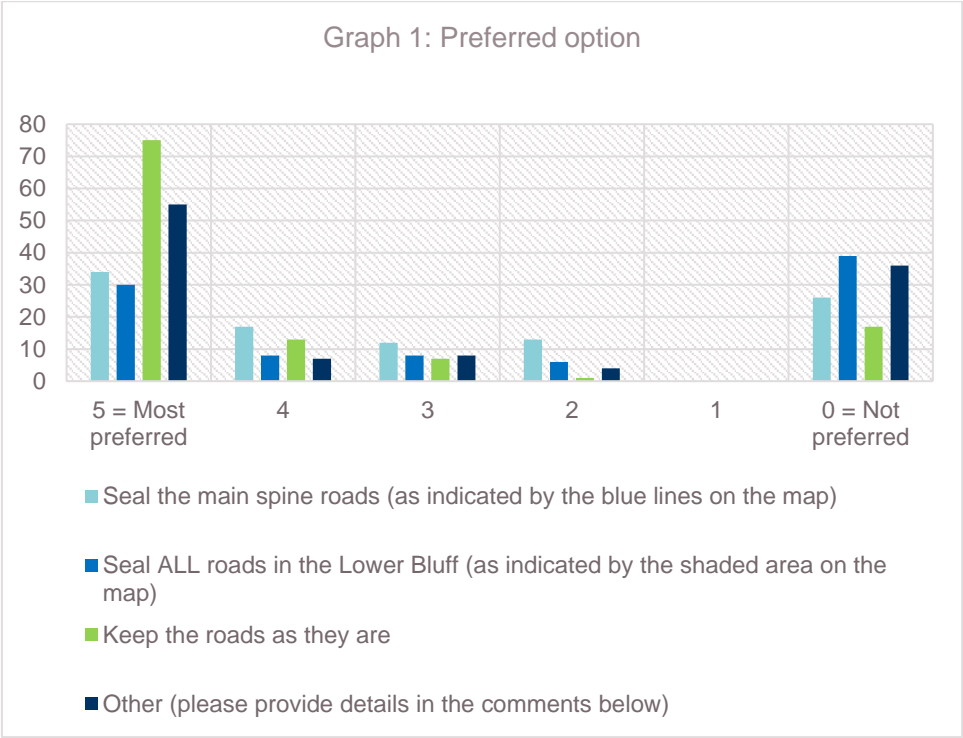 Graph 1: Preferred option
80
70
60
50
40
30
20
10
0
5 = Most
preferred
4
3
2
1
0 = Not
preferred
Seal the main spine roads (as indicated by the blue lines on the map)
Seal ALL roads in the Lower Bluff (as indicated by the shaded area on the
map)
Keep the roads as they are
Other (please provide details in the comments below)